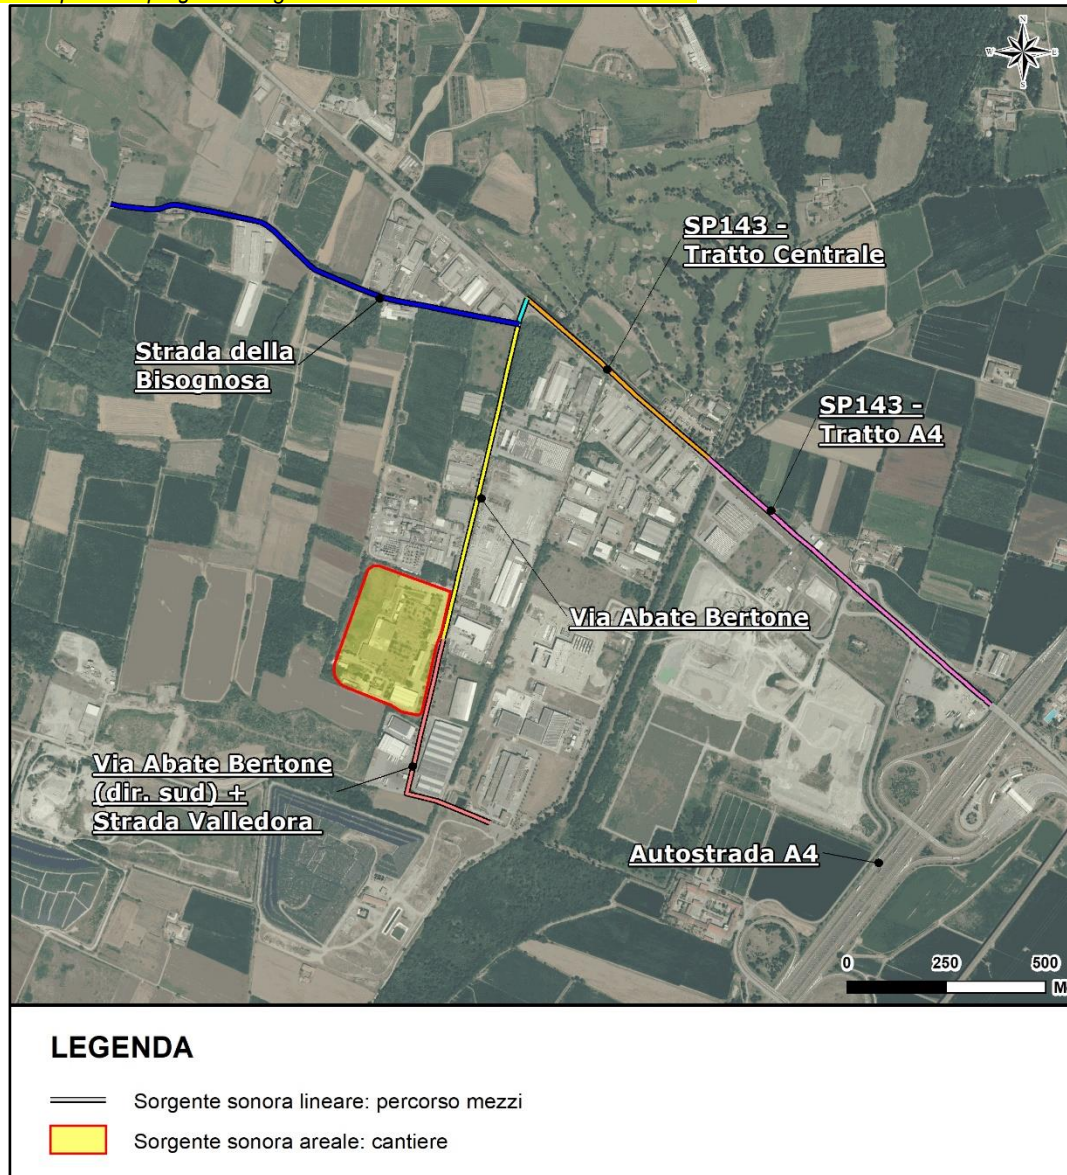 N
W E
S
SP143 -
Tratto Centrale
Strada della
Bisognosa
SP143 -
Tratto A4
Via Abate Bertone
Via Abate Bertone
(dir. sud) +
Strada Valledora
Autostrada A4
0 250 500
M
LEGENDA
Sorgente sonora lineare: percorso mezzi
Sorgente sonora areale: cantiere